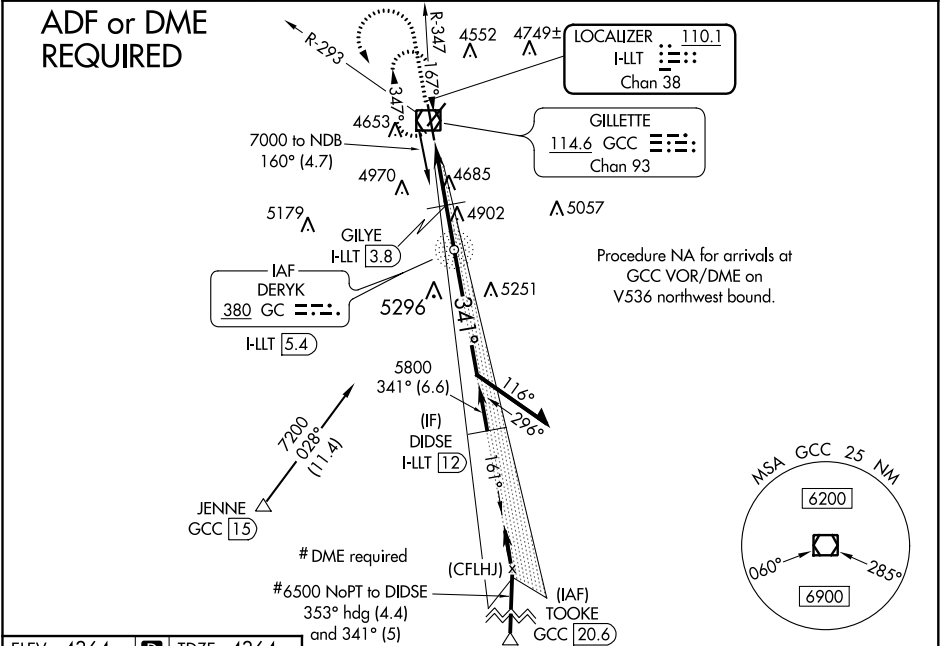 ADF or DME
REQUIRED
R-293
R-347
167°
347°
4552
4749±
LOCALIZER 110.1
I-LLT
Chan 38
GILLETTE
114.6 GCC
Chan 93
4653
7000 to NDB
160° (4.7)
4970
4685
5179
4902
5057
GILYE
I-LLT 3.8
Procedure NA for arrivals at
GCC VOR/DME on
V536 northwest bound.
IAF
DERYK
380 GC
I-LLT 5.4
5296
5251
341°
5800
341° (6.6)
116°
296°
(IF)
DIDSE
I-LLT 12
161°
7200
028°
(11.4)
JENNE
GCC 15
MSA GCC 25 NM
6200
060°
285°
6900
# DME required
(CFLHJ)
#6500 NoPT to DIDSE
353° hdg (4.4)
and 341° (5)
(IAF)
TOOKE
GCC 20.6
ELEV 4364 D TDZE 4364